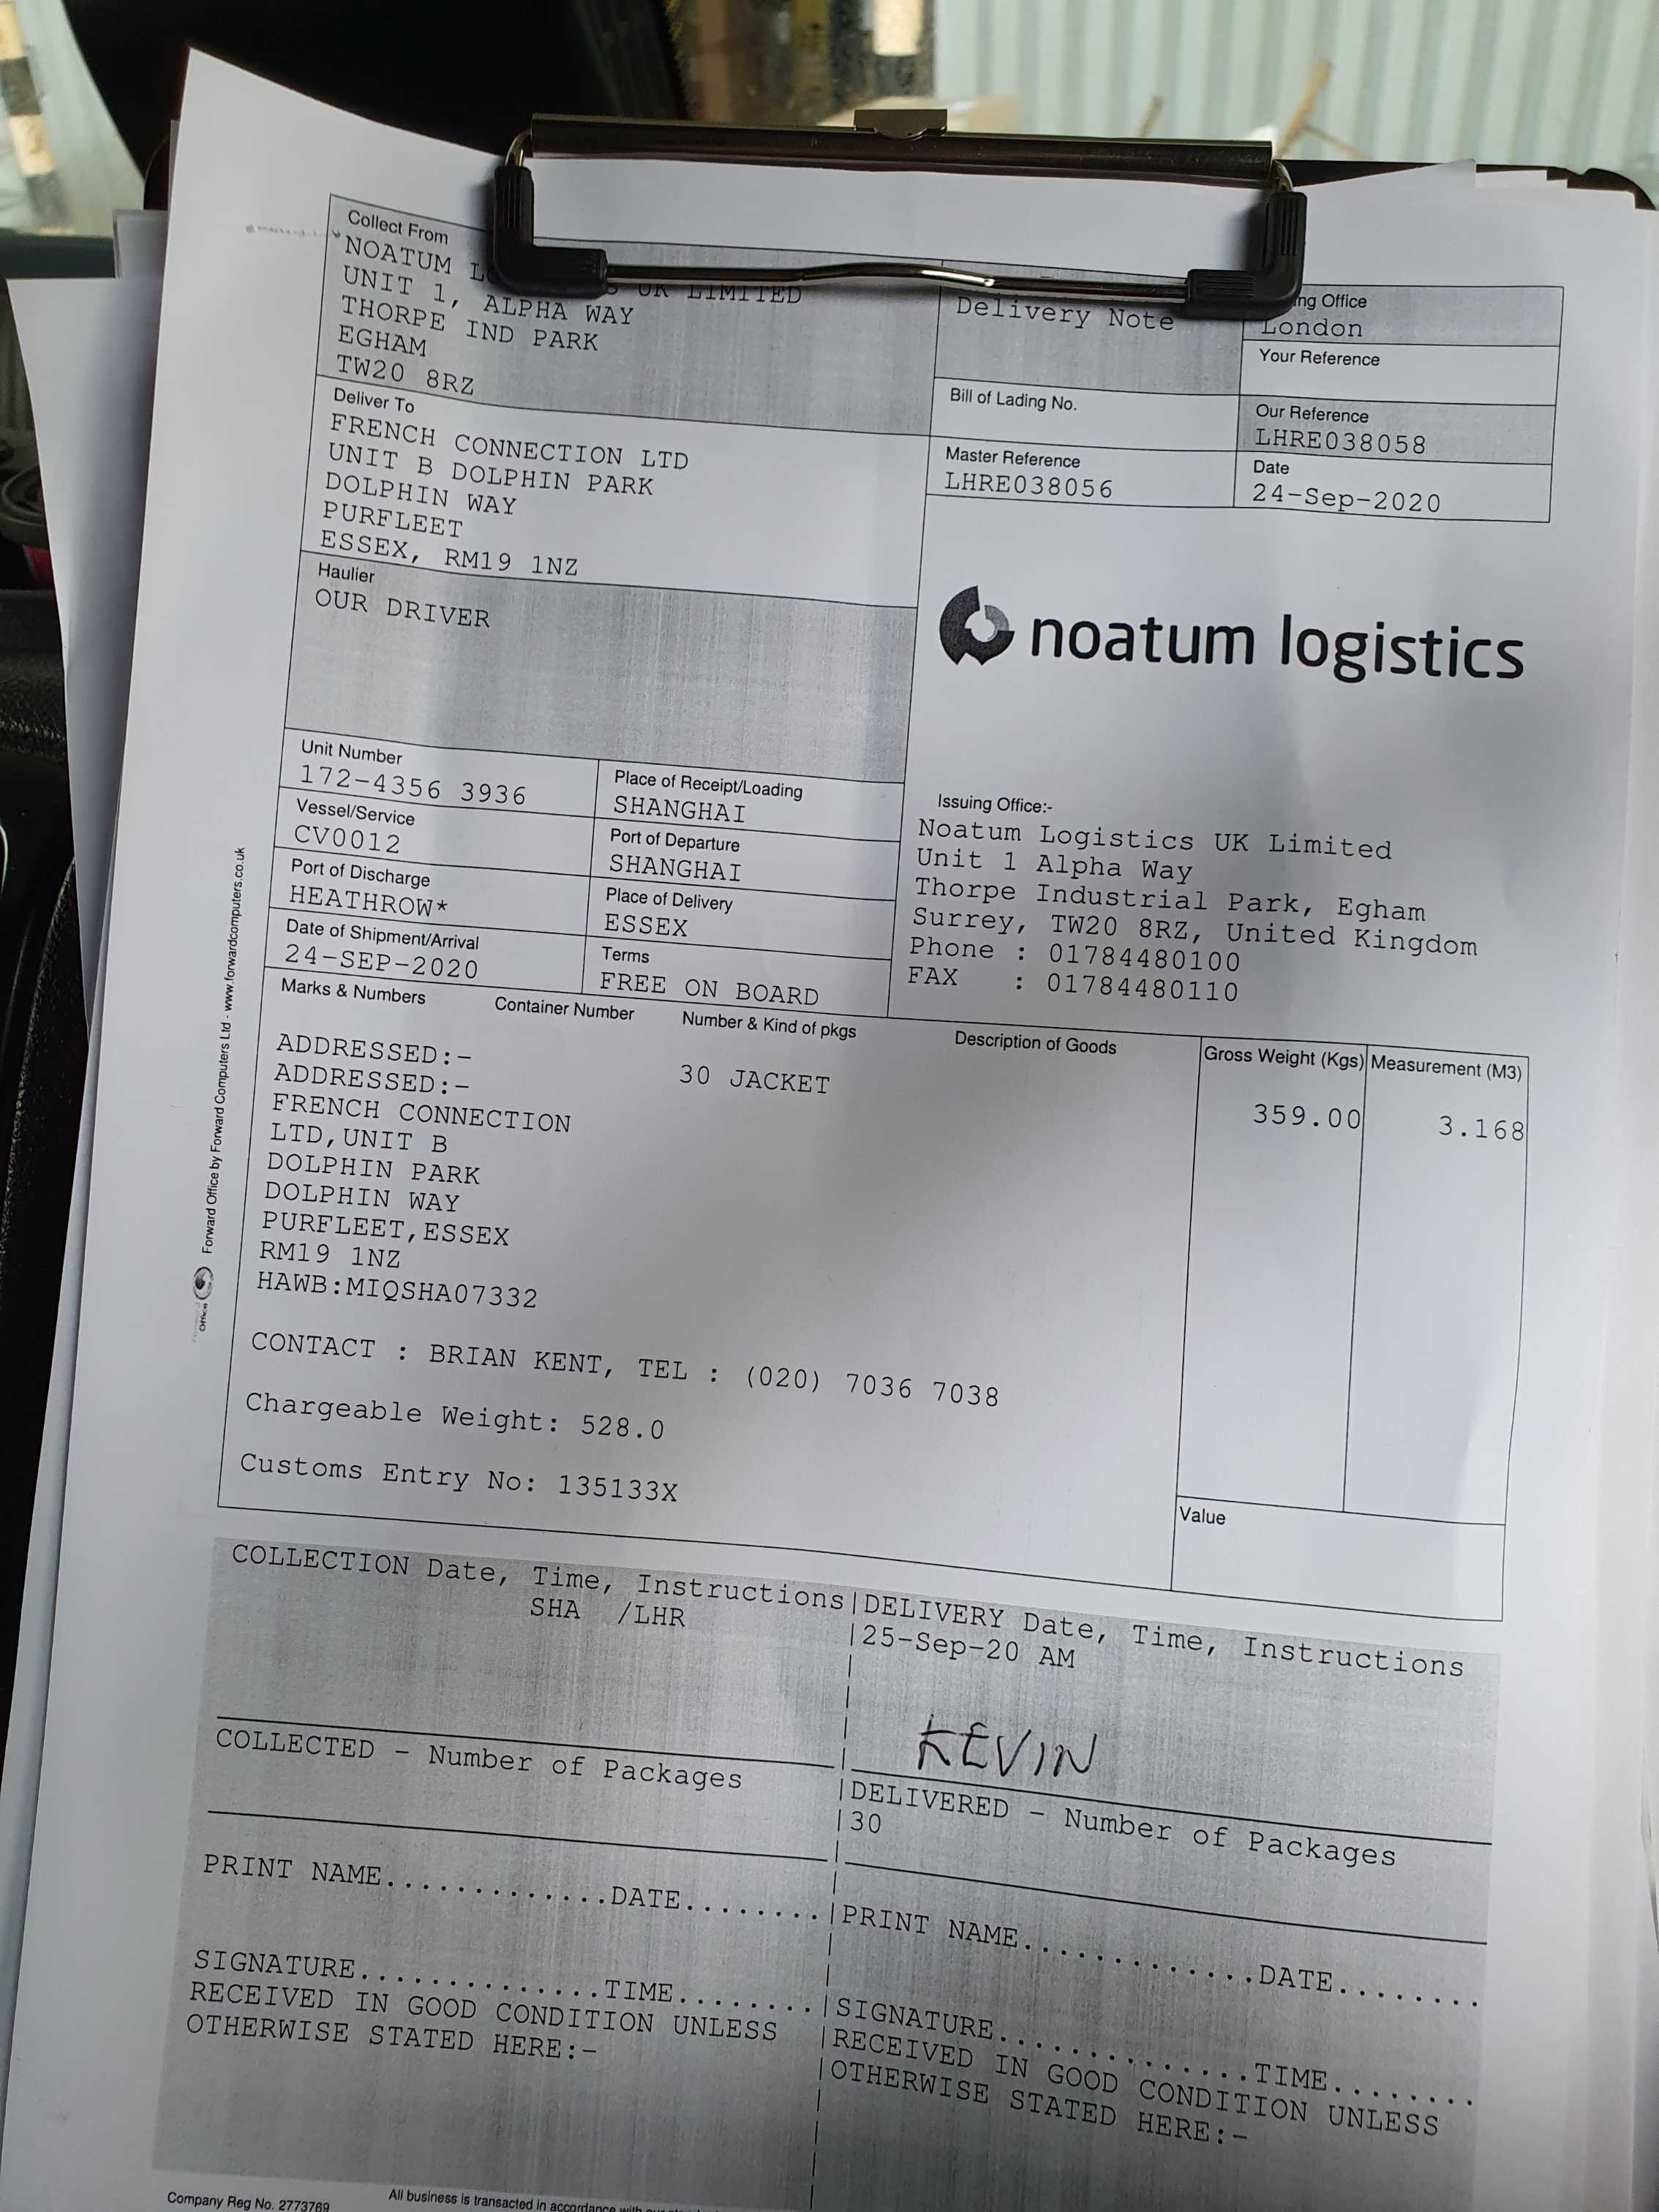 Collect From
NOATUM UK LIMITED
UNIT 1, ALPHA WAY
THORPE IND PARK
EGHAM
TW20 8RZ
Delivery Note
ng Office
London
Your Reference
Bill of Lading No.
Our Reference
LHRE038058
Master Reference
LHRE038056
Date
24-Sep-2020
Deliver To
FRENCH CONNECTION LTD
UNIT B DOLPHIN PARK
DOLPHIN WAY
PURFLEET
ESSEX, RM19 1NZ
Haulier
OUR DRIVER
noatum logistics
Unit Number
172-4356 3936
Place of Receipt/Loading
SHANGHAI
Vessel/Service
CV0012
Port of Departure
SHANGHAI
Port of Discharge
HEATHROW*
Place of Delivery
ESSEX
Date of Shipment/Arrival
24-SEP-2020
Terms
FREE ON BOARD
Issuing Office:-
Noatum Logistics UK Limited
Unit 1 Alpha Way
Thorpe Industrial Park, Egham
Surrey, TW20 8RZ, United Kingdom
Phone : 01784480100
FAX : 01784480110
Marks & Numbers Container Number Number & Kind of pkgs Description of Goods Gross Weight (Kgs) Measurement (M3)
ADDRESSED:-
ADDRESSED:- 30 JACKET 359.00 3.168
FRENCH CONNECTION
LTD,UNIT B
DOLPHIN PARK
DOLPHIN WAY
PURFLEET,ESSEX
RM19 1NZ
HAWB:MIQSHA07332
CONTACT : BRIAN KENT, TEL : (020) 7036 7038
Chargeable Weight: 528.0
Customs Entry No: 135133X
Value
Forward Office by Forward Computers Ltd - www.forwardcomputers.co.uk
Office
COLLECTION Date, Time, Instructions
SHA /LHR
COLLECTED - Number of Packages
PRINT NAME.............DATE........
SIGNATURE..............TIME........
RECEIVED IN GOOD CONDITION UNLESS
OTHERWISE STATED HERE:-
DELIVERY Date, Time, Instructions
25-Sep-20 AM
KEVIN
DELIVERED - Number of Packages
30
PRINT NAME.............DATE........
SIGNATURE..............TIME........
RECEIVED IN GOOD CONDITION UNLESS
OTHERWISE STATED HERE:-
Company Reg No. 2773769
All business is transacted in accordance with our